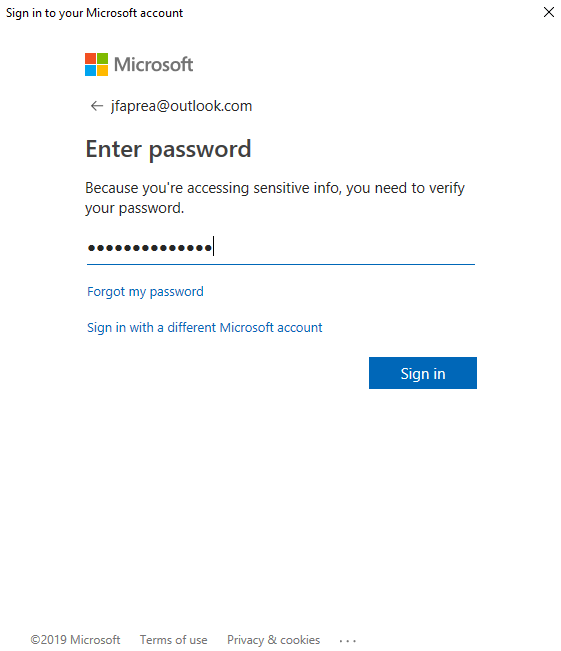 Sign in to your Microsoft account
Microsoft
jfaprea@outlook.com
Enter password
Because you're accessing sensitive info, you need to verify
your password.
●●●●●●●●●●●●●●
Forgot my password
Sign in with a different Microsoft account
Sign in
©2019 Microsoft Terms of use Privacy & cookies ...